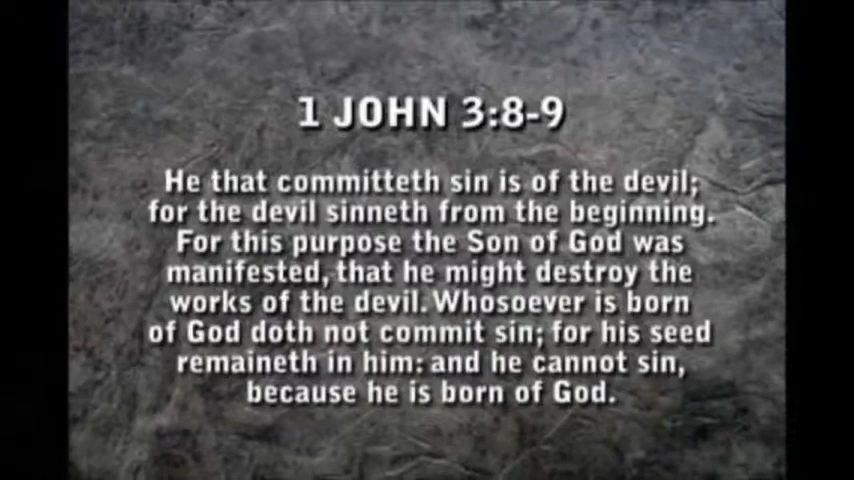 1 JOHN 3:8-9
He that committeth sin is of the devil;
for the devil sinneth from the beginning.
For this purpose the Son of God was
manifested, that he might destroy the
works of the devil. Whosoever is born
of God doth not commit sin; for his seed
remaineth in him: and he cannot sin,
because he is born of God.